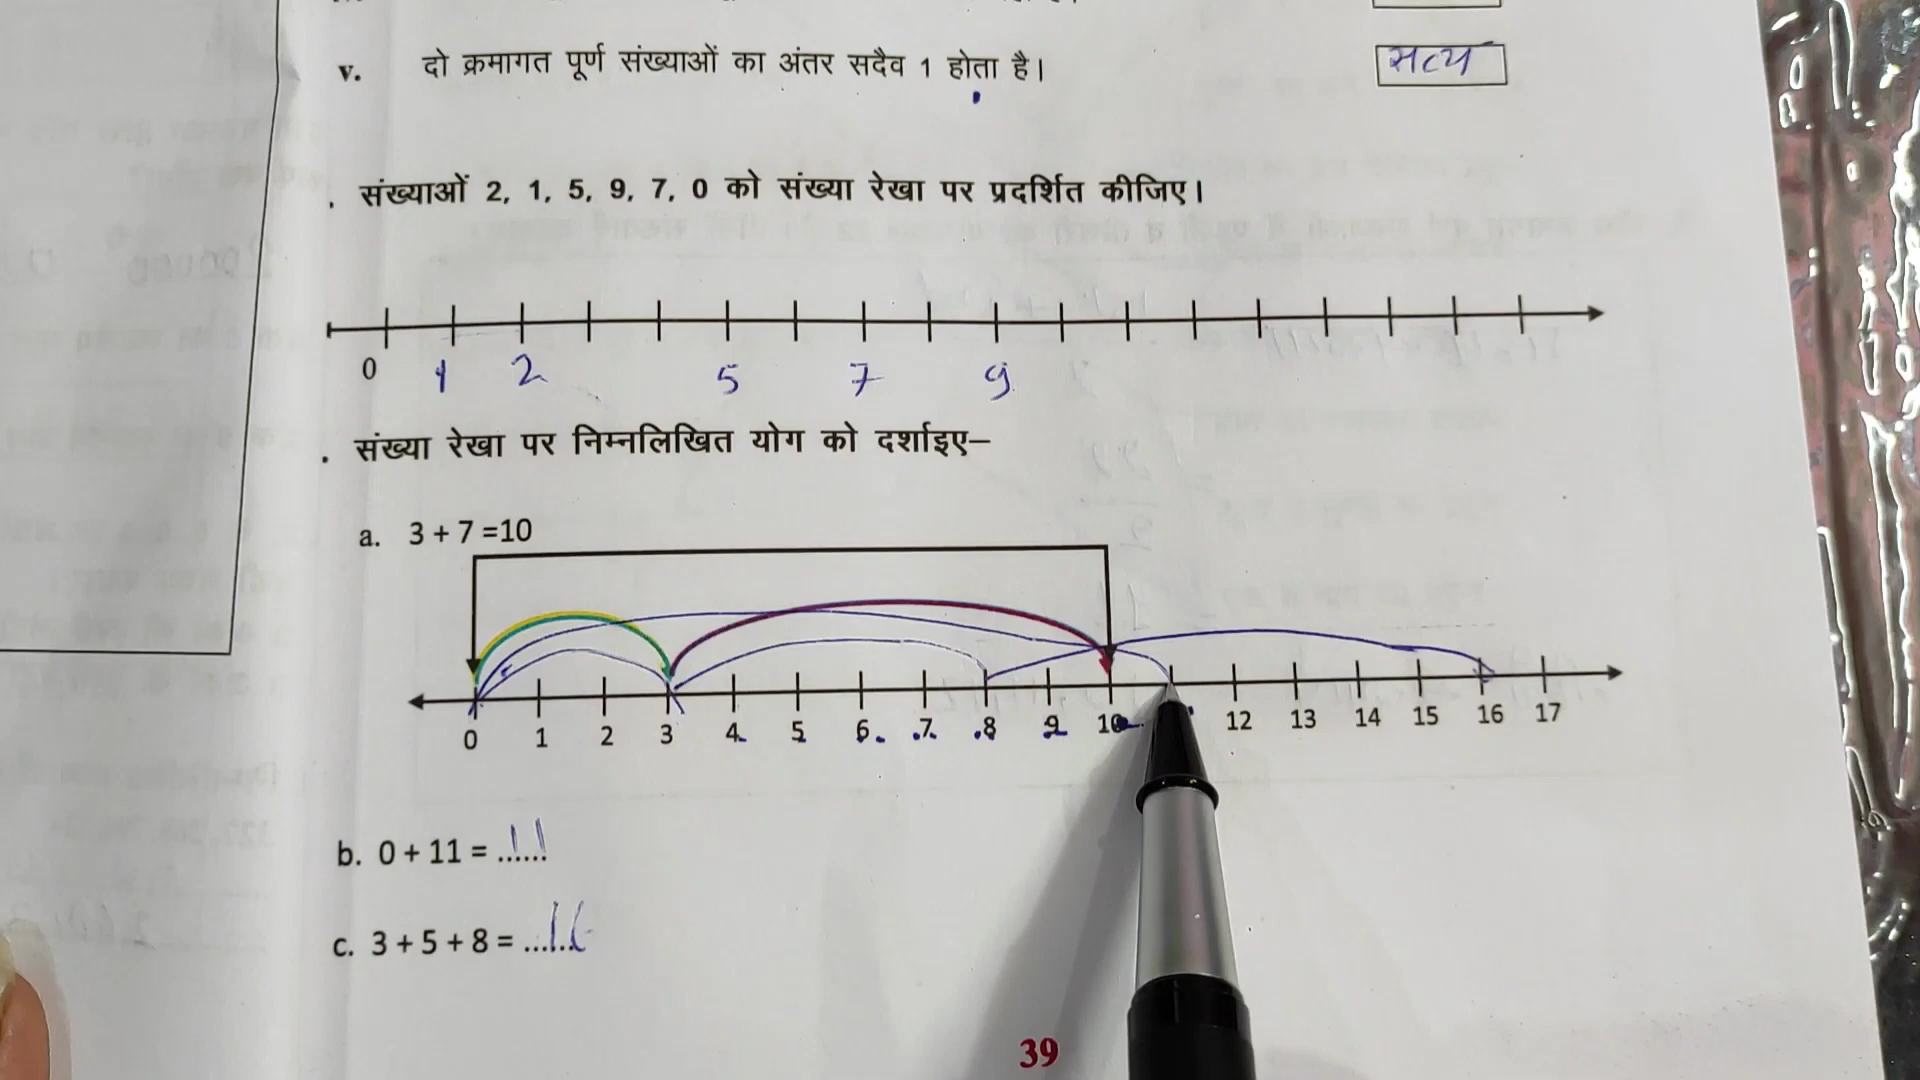 v. दो क्रमागत पूर्ण संख्याओं का अंतर सदैव 1 होता है। सत्य
. संख्याओं 2, 1, 5, 9, 7, 0 को संख्या रेखा पर प्रदर्शित कीजिए।
0 1 2 5 7 9
. संख्या रेखा पर निम्नलिखित योग को दर्शाइए–
a. 3 + 7 =10
0 1 2 3 4 5 6 7 8 9 10 12 13 14 15 16 17
b. 0 + 11 = ...... 11
c. 3 + 5 + 8 = ...... 16
39